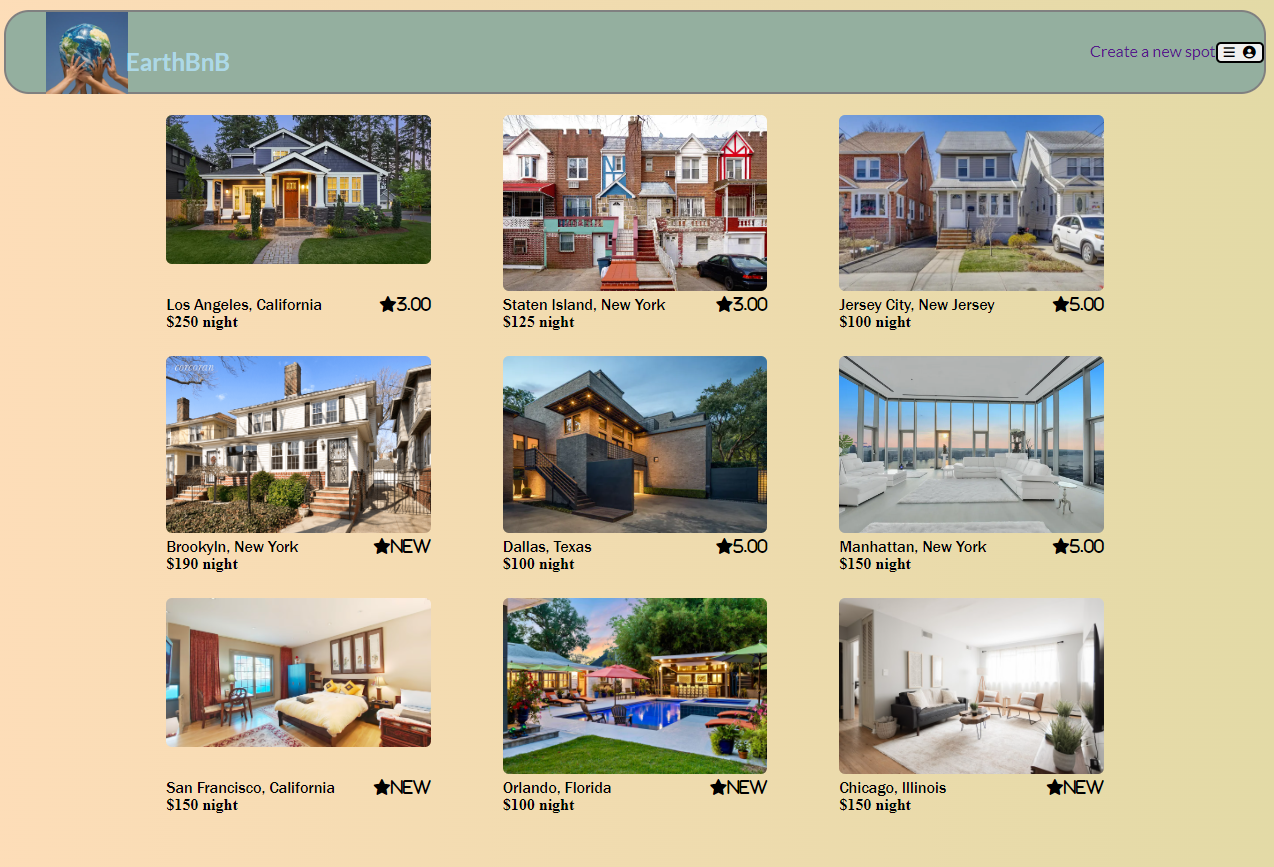 EarthBnB
Create a new spot
Los Angeles, California ★3.00
$250 night
Staten Island, New York ★3.00
$125 night
Jersey City, New Jersey ★5.00
$100 night
corcoran
Brookyln, New York ★NEW
$190 night
Dallas, Texas ★5.00
$100 night
Manhattan, New York ★5.00
$150 night
San Francisco, California ★NEW
$150 night
Orlando, Florida ★NEW
$100 night
Chicago, Illinois ★NEW
$150 night